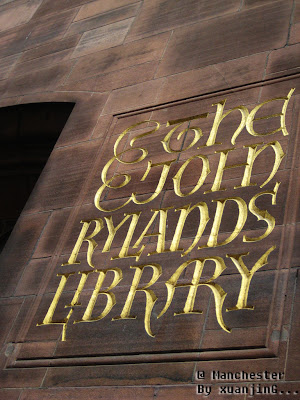 The
John
RYLANDS
LIBRARY
@ Manchester
By xuanjinG...